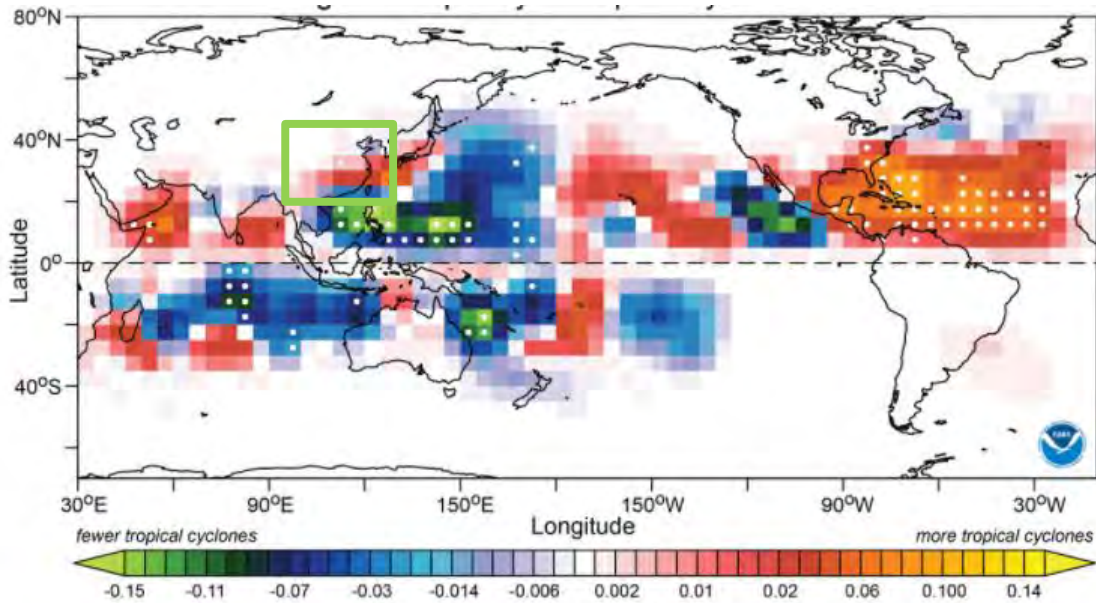 80°N
40°N
0°
40°S
Latitude
30°E 90°E 150°E 150°W 90°W 30°W
Longitude
fewer tropical cyclones more tropical cyclones
-0.15 -0.11 -0.07 -0.03 -0.014 -0.006 0.002 0.01 0.02 0.06 0.100 0.14